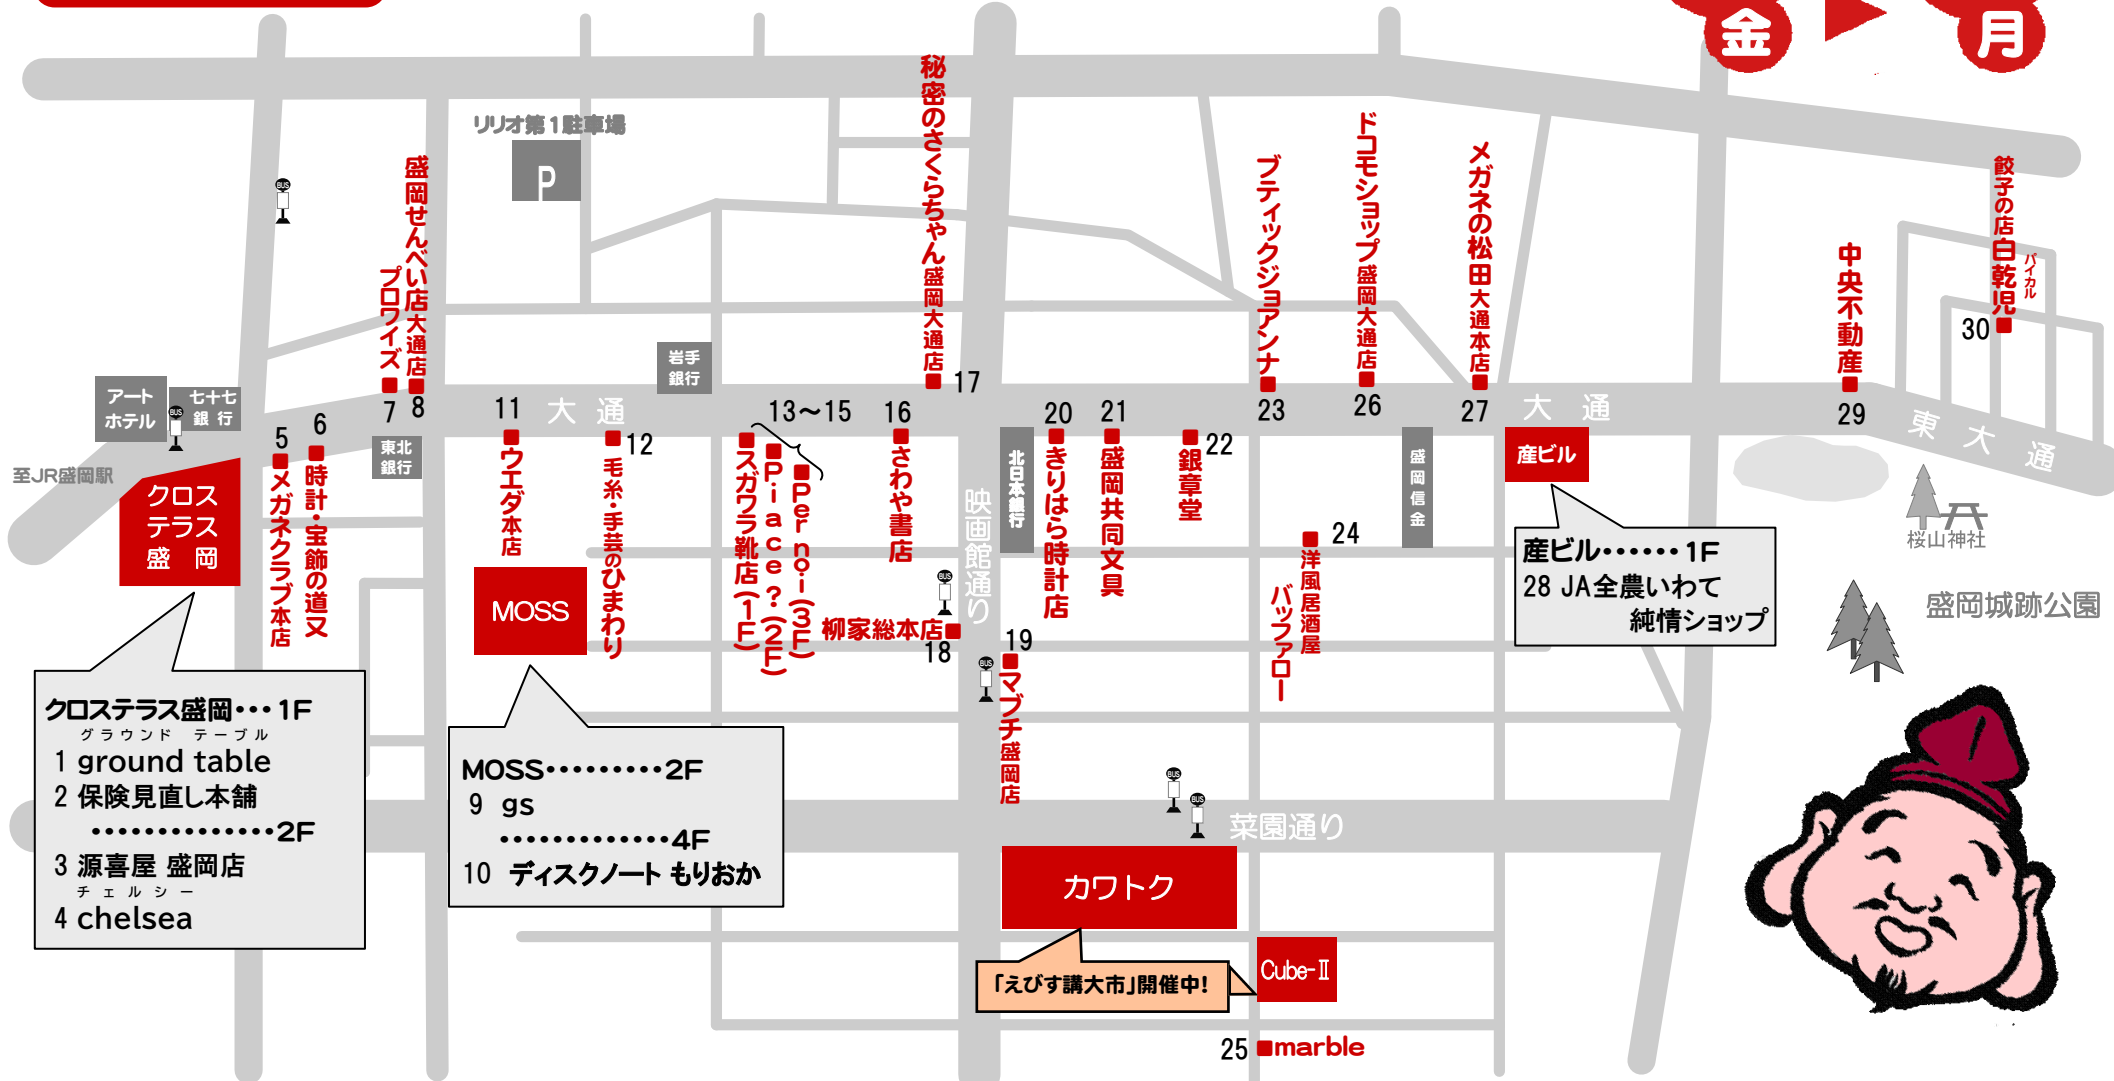 金
月
リリオ第1駐車場
P
秘密のさくらちゃん 盛岡大通店
17
盛岡せんべい店 大通店
8
プロワイズ
7
ブティックジョアンナ
23
ドコモショップ 盛岡大通店
26
メガネの松田 大通本店
27
中央不動産
29
餃子の店 白乾児
パイカル
30
岩手
銀行
アート
ホテル
七十七
銀行
BUS
BUS
東北
銀行
至JR盛岡駅
クロス
テラス
盛岡
5
メガネクラブ本店
6
時計・宝飾の道又
大通
11
ウエダ本店
12
毛糸・手芸のひまわり
13〜15
スガワラ靴店(1F)
Piace?(2F)
Per noi(3F)
16
さわや書店
映画館通り
北日本銀行
20
きりはら時計店
21
盛岡共同文具
22
銀章堂
24
洋風居酒屋
バッファロー
盛岡信金
大通
産ビル
東大通
桜山神社
盛岡城跡公園
産ビル・・・・・・1F
28 JA全農いわて
純情ショップ
MOSS
BUS
柳家総本店
18
19
BUS
マブチ盛岡店
クロステラス盛岡・・・1F
グラウンド テーブル
1 ground table
2 保険見直し本舗
・・・・・・・・・・・・・・2F
3 源喜屋 盛岡店
チェルシー
4 chelsea
MOSS・・・・・・・・・2F
9 gs
・・・・・・・・・・・・・4F
10 ディスクノート もりおか
BUS
BUS
菜園通り
カワトク
「えびす講大市」開催中!
Cube-Ⅱ
25 marble